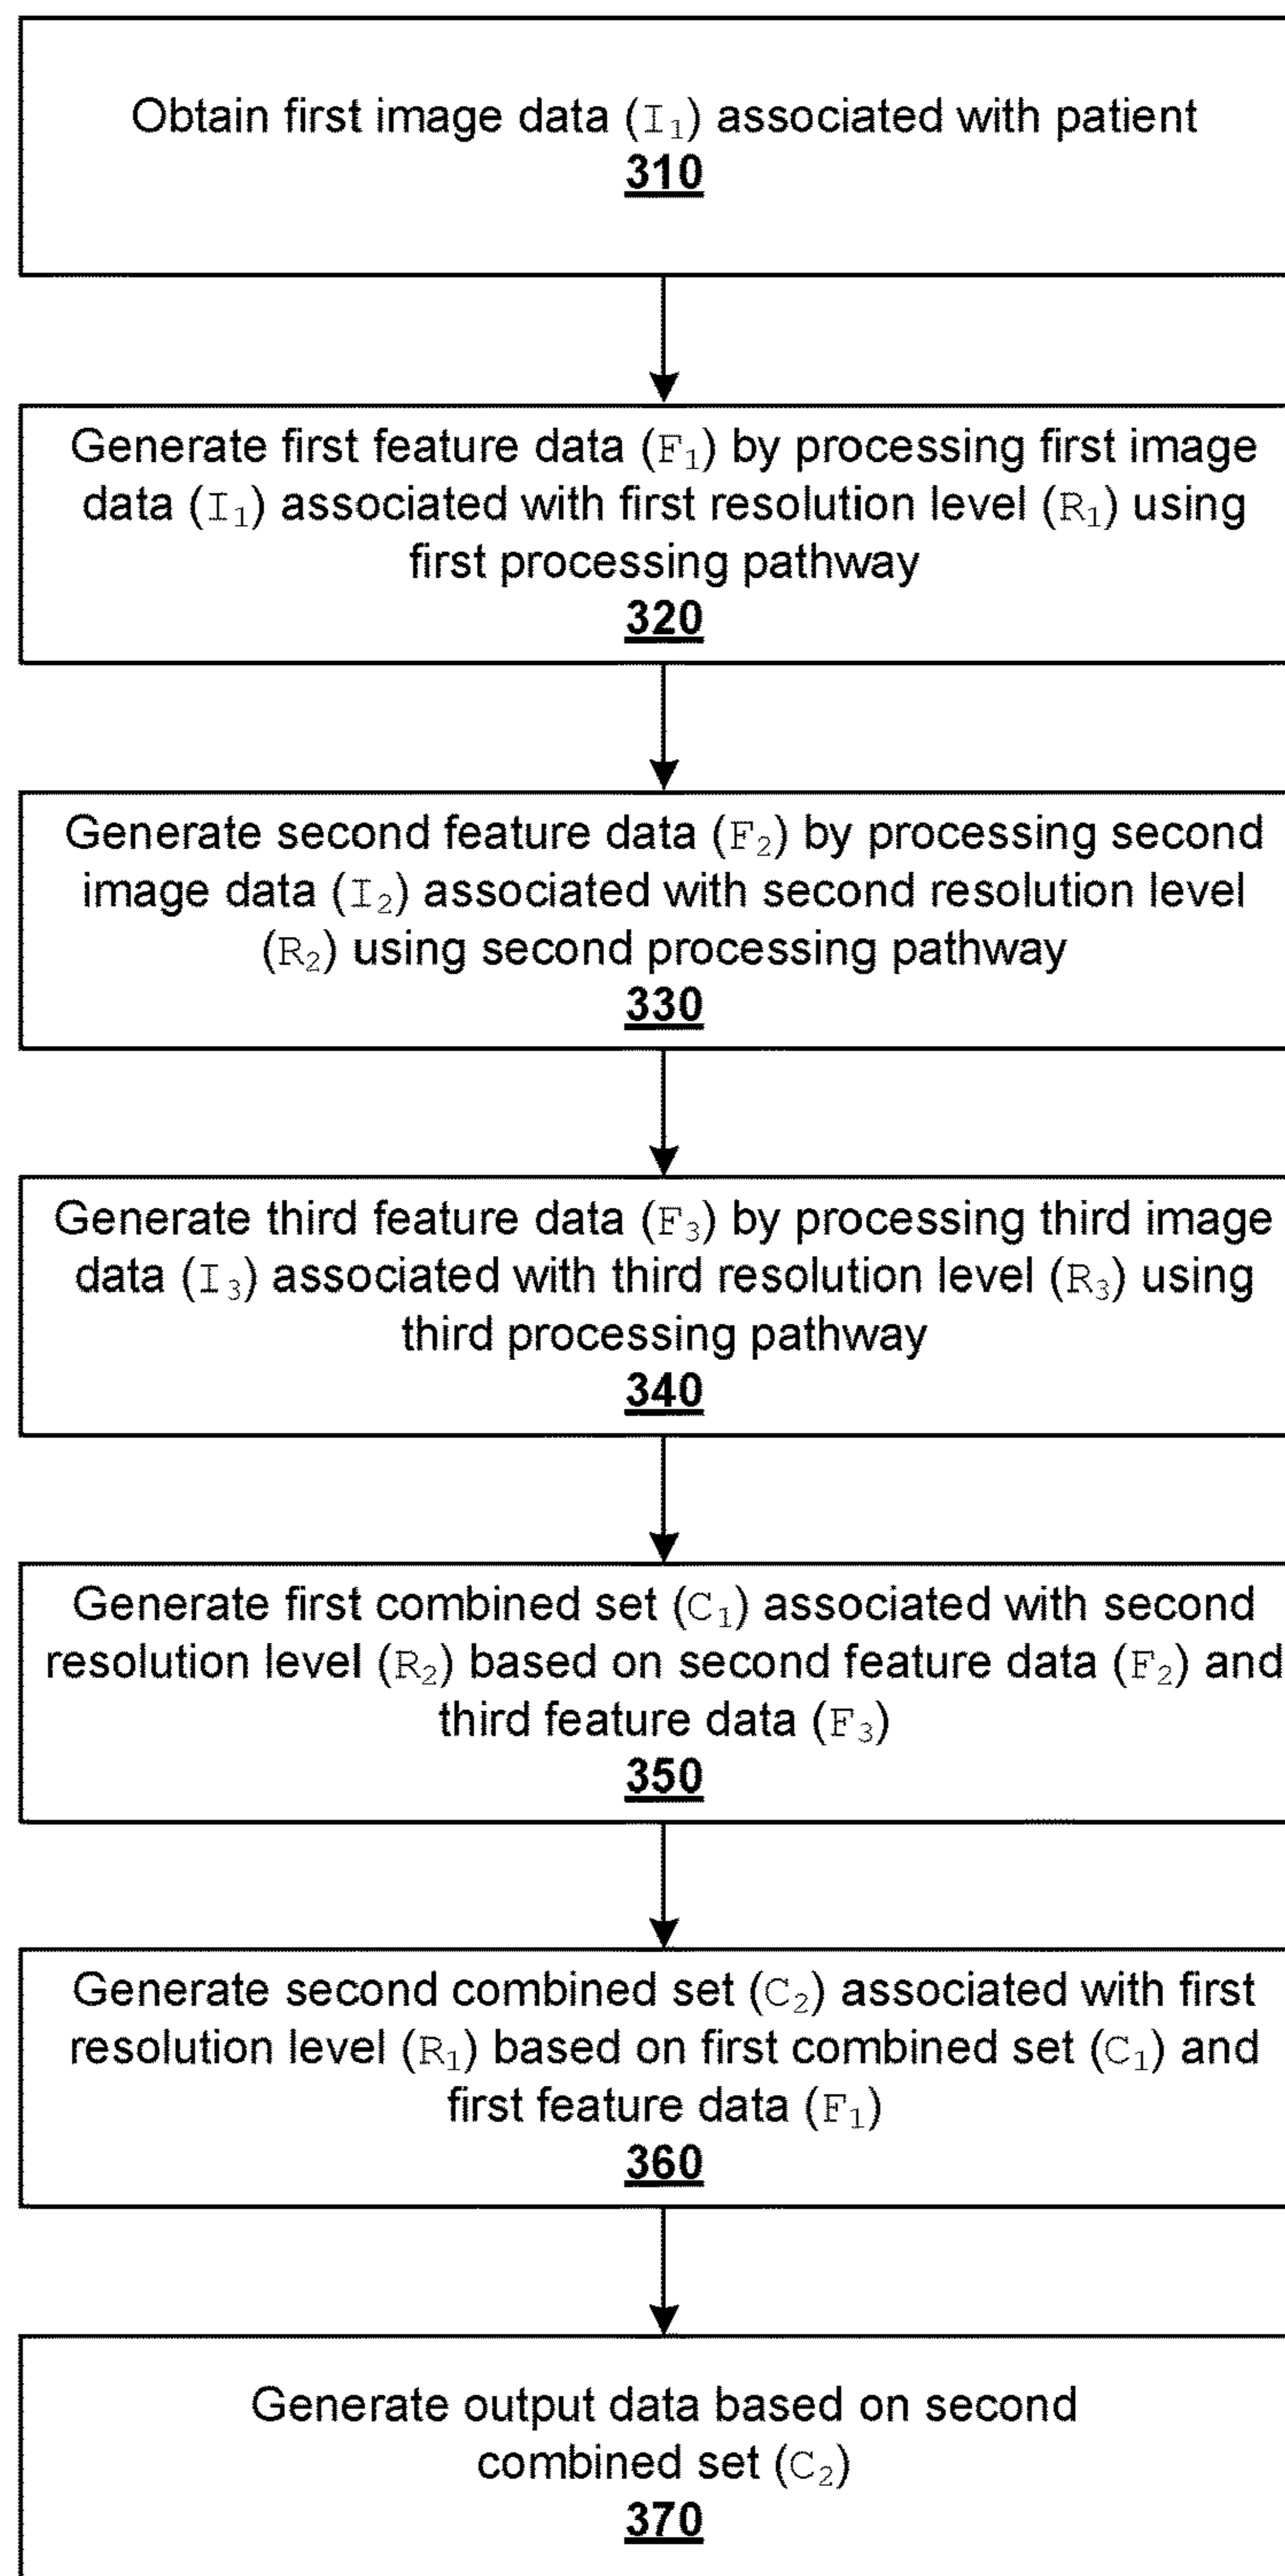 Obtain first image data (I₁) associated with patient
310
Generate first feature data (F₁) by processing first image
data (I₁) associated with first resolution level (R₁) using
first processing pathway
320
Generate second feature data (F₂) by processing second
image data (I₂) associated with second resolution level
(R₂) using second processing pathway
330
Generate third feature data (F₃) by processing third image
data (I₃) associated with third resolution level (R₃) using
third processing pathway
340
Generate first combined set (C₁) associated with second
resolution level (R₂) based on second feature data (F₂) and
third feature data (F₃)
350
Generate second combined set (C₂) associated with first
resolution level (R₁) based on first combined set (C₁) and
first feature data (F₁)
360
Generate output data based on second
combined set (C₂)
370